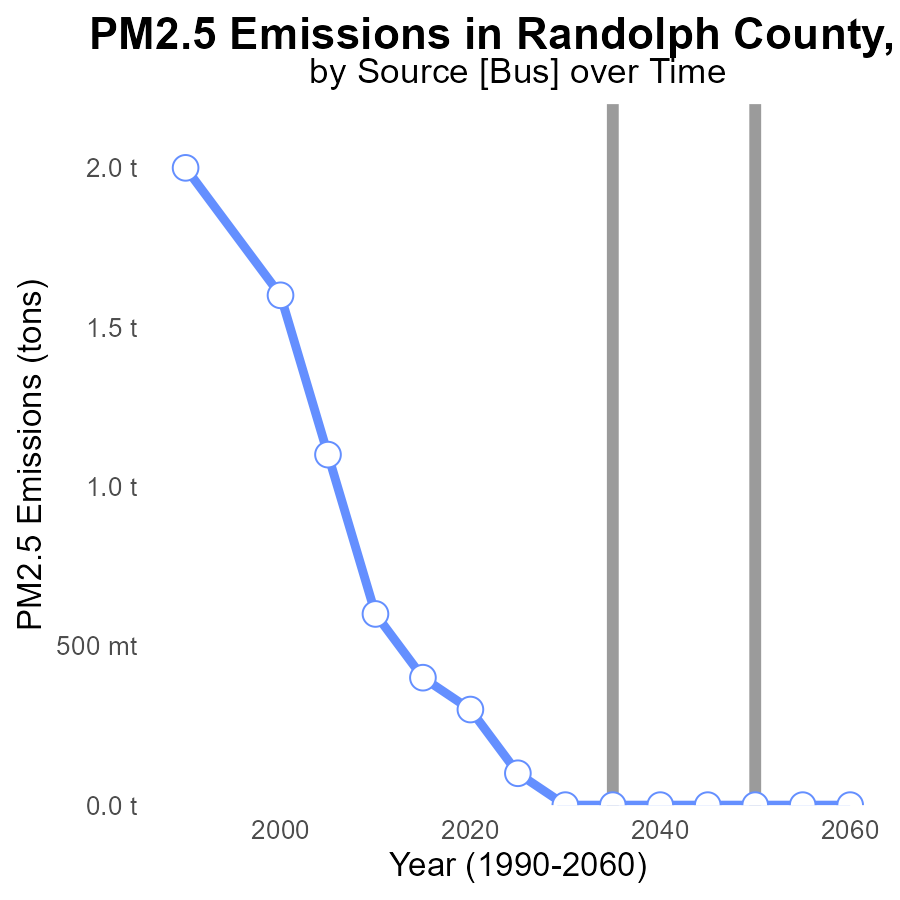 PM2.5 Emissions in Randolph County,
by Source [Bus] over Time
PM2.5 Emissions (tons)
2.0 t
1.5 t
1.0 t
500 mt
0.0 t
2000
2020
2040
2060
Year (1990-2060)